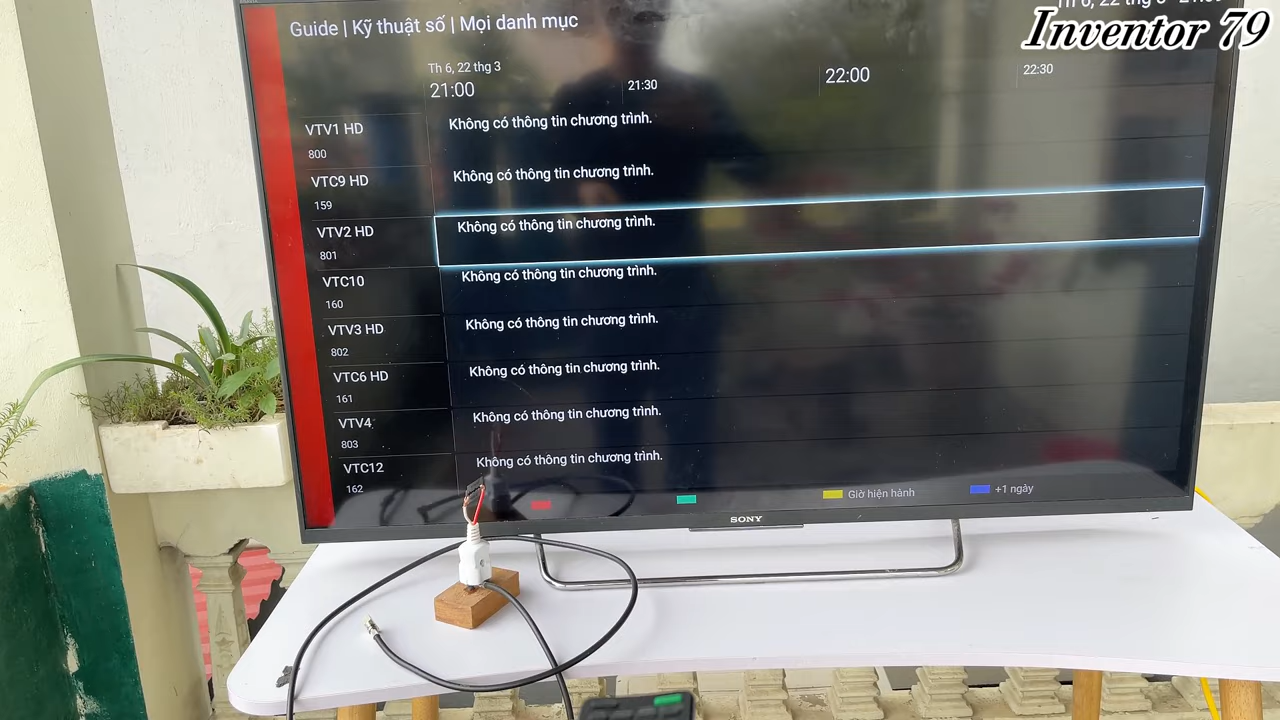 Inventor 79
Guide | Kỹ thuật số | Mọi danh mục
Th 6, 22 thg 3
21:00
21:30
22:00
22:30
VTV1 HD
800
Không có thông tin chương trình.
VTC9 HD
159
Không có thông tin chương trình.
VTV2 HD
801
Không có thông tin chương trình.
VTC10
160
Không có thông tin chương trình.
VTV3 HD
802
Không có thông tin chương trình.
VTC6 HD
161
Không có thông tin chương trình.
VTV4
803
Không có thông tin chương trình.
VTC12
162
Không có thông tin chương trình.
Giờ hiện hành
+1 ngày
SONY